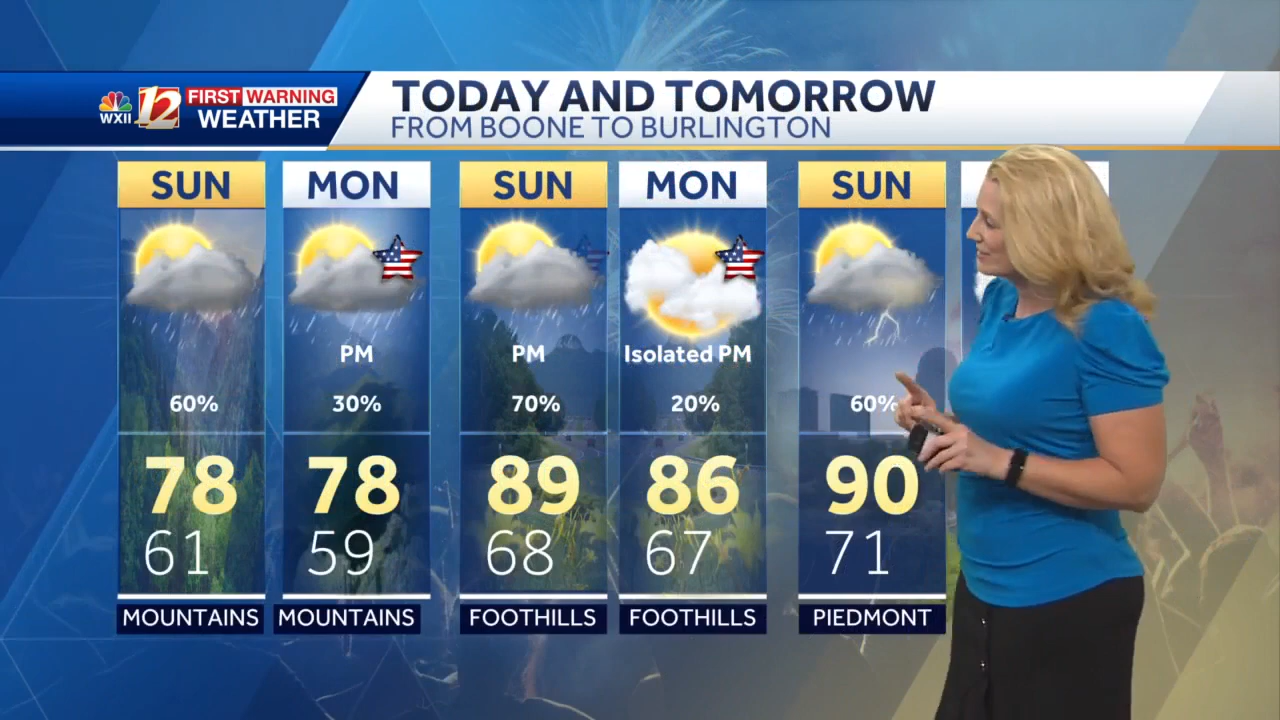 WXII 12 FIRST WARNING
WEATHER
TODAY AND TOMORROW
FROM BOONE TO BURLINGTON
SUN
60%
78
61
MOUNTAINS
MON
PM
30%
78
59
MOUNTAINS
SUN
PM
70%
89
68
FOOTHILLS
MON
Isolated PM
20%
86
67
FOOTHILLS
SUN
60%
90
71
PIEDMONT